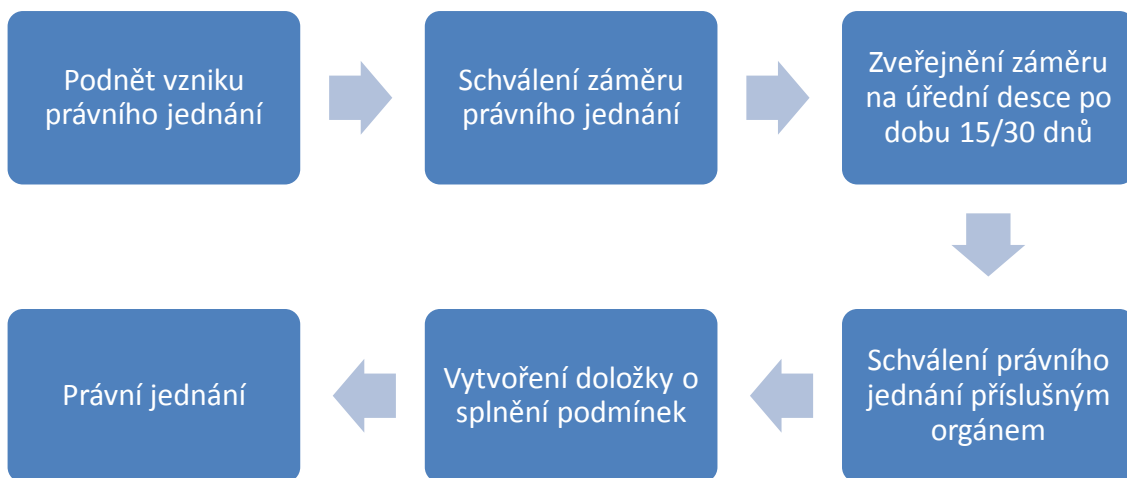 Podnět vzniku
právního jednání
Schválení záměru
právního jednání
Zveřejnění záměru
na úřední desce po
dobu 15/30 dnů
Schválení právního
jednání příslušným
orgánem
Vytvoření doložky o
splnění podmínek
Právní jednání